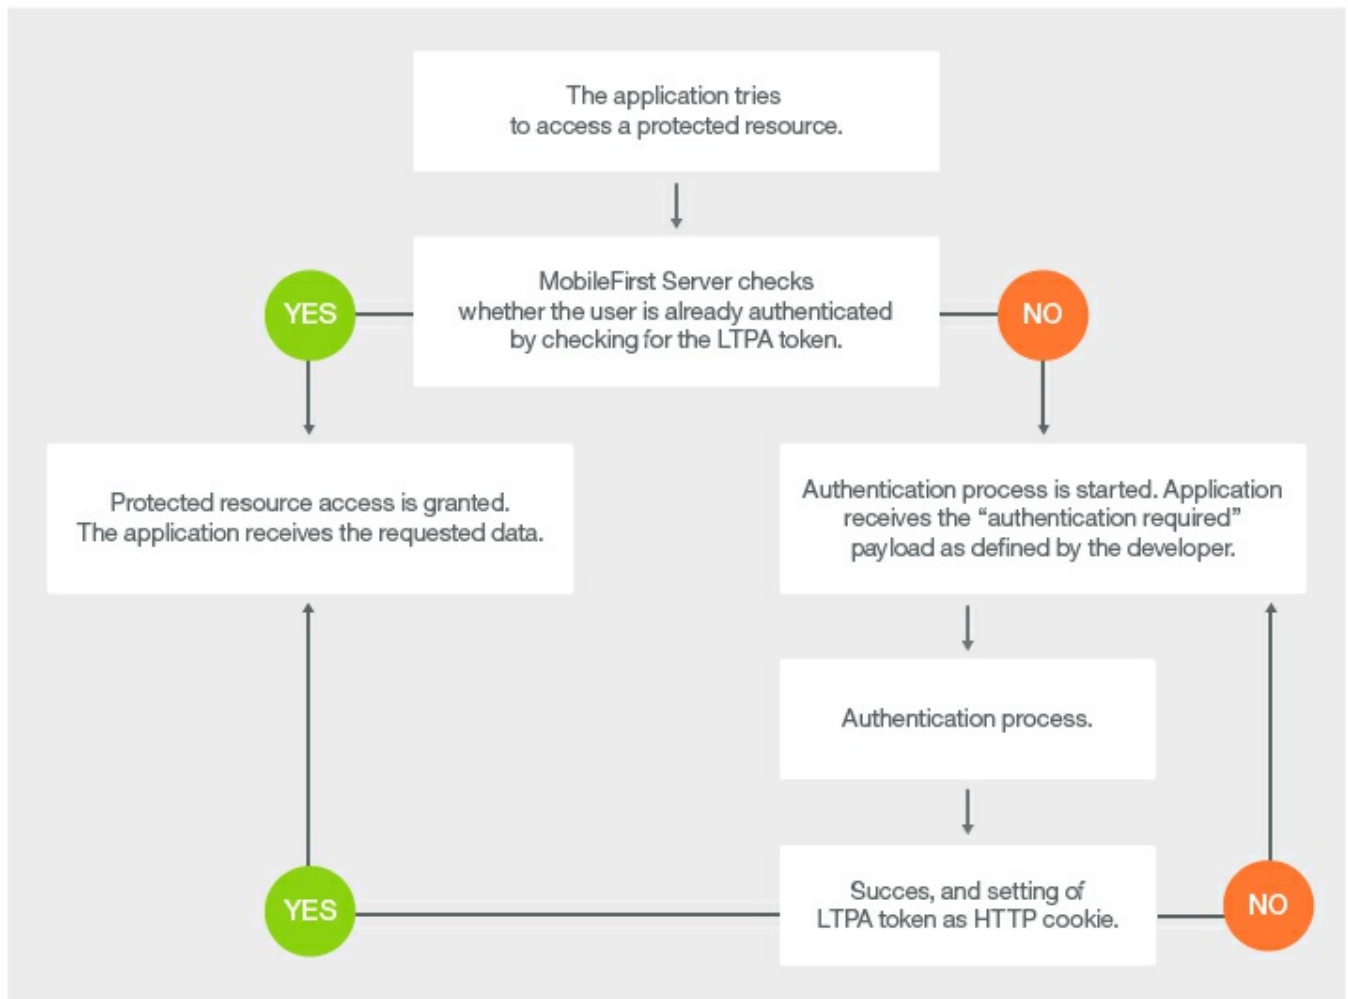 The application tries
to access a protected resource.
MobileFirst Server checks
whether the user is already authenticated
by checking for the LTPA token.
YES
NO
Protected resource access is granted.
The application receives the requested data.
Authentication process is started. Application
receives the “authentication required”
payload as defined by the developer.
Authentication process.
Succes, and setting of
LTPA token as HTTP cookie.
YES
NO